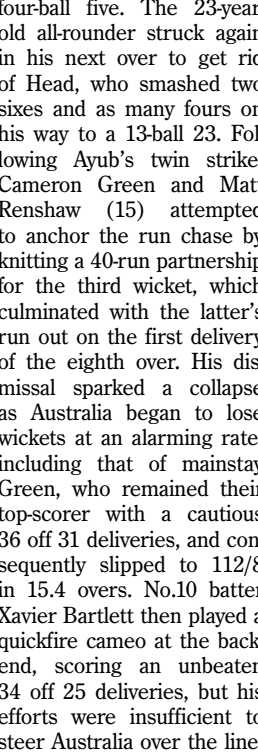 four-ball five. The 23-year
old all-rounder struck again
in his next over to get rid
of Head, who smashed two
sixes and as many fours on
his way to a 13-ball 23. Fol
lowing Ayub's twin strike
Cameron Green and Matt
Renshaw (15) attempted
to anchor the run chase by
knitting a 40-run partnership
for the third wicket, which
culminated with the latter's
run out on the first delivery
of the eighth over. His dis
missal sparked a collapse
as Australia began to lose
wickets at an alarming rate
including that of mainstay
Green, who remained their
top-scorer with a cautious
36 off 31 deliveries, and con
sequently slipped to 112/8
in 15.4 overs. No.10 batter
Xavier Bartlett then played a
quickfire cameo at the back
end, scoring an unbeaten
34 off 25 deliveries, but his
efforts were insufficient to
steer Australia over the line